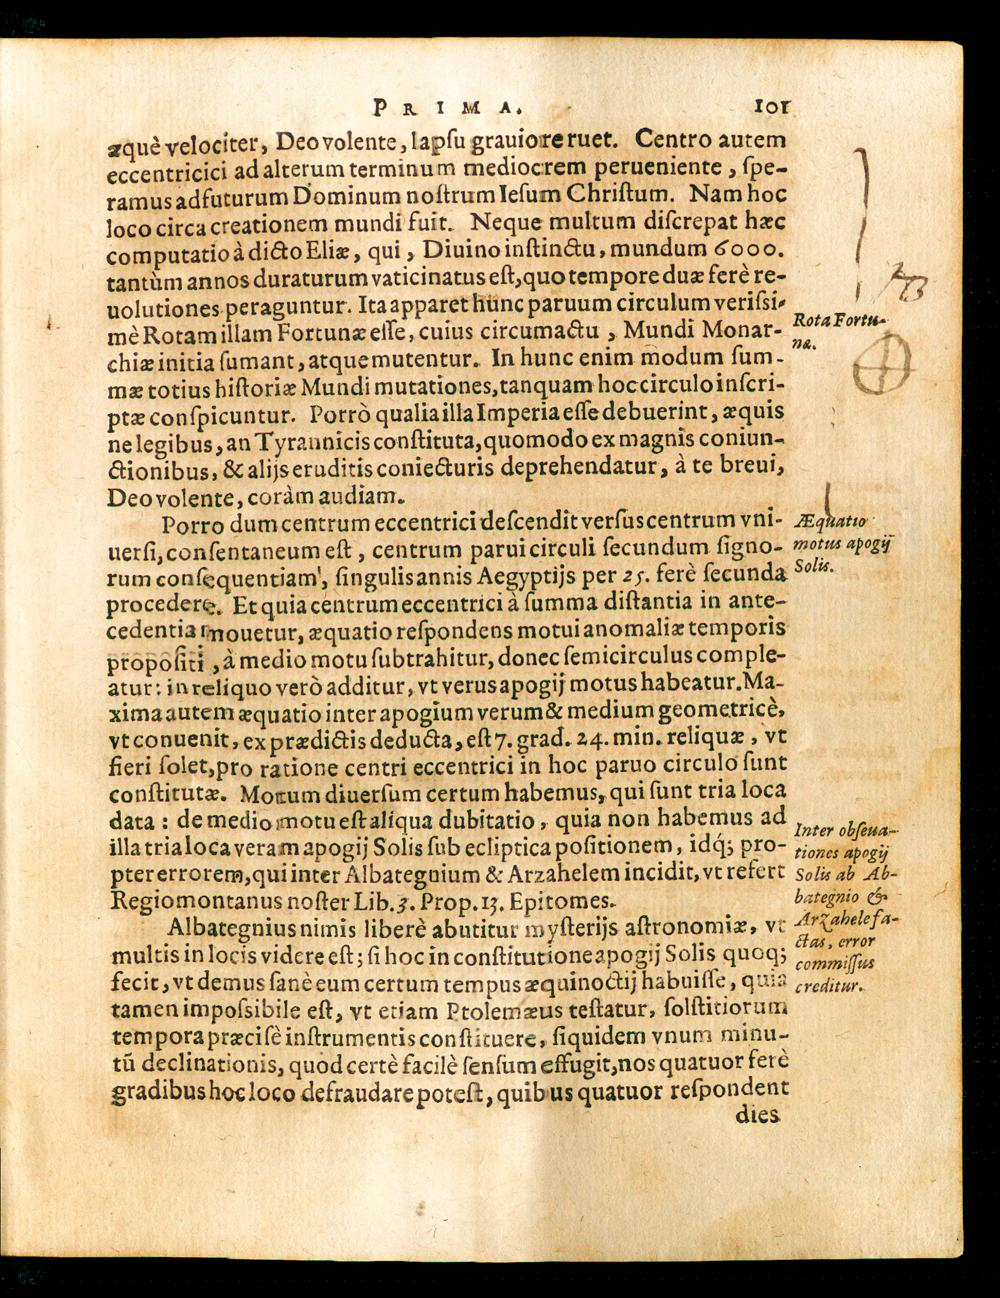 PRIMA. 101
æquè velociter, Deo volente, lapſu grauiore ruet. Centro autem
eccentricici ad alterum terminum mediocrem perueniente, ſpe-
ramus adfuturum Dominum noſtrum Ieſum Chriſtum. Nam hoc
loco circa creationem mundi fuit. Neque multum diſcrepat hæc
computatio à dicto Eliæ, qui, Diuino inſtinctu, mundum 6000.
tantùm annos duraturum vaticinatus eſt, quo tempore duæ ferè re-
uolutiones peraguntur. Ita apparet hunc paruum circulum veriſsi-
mè Rotam illam Fortunæ eſſe, cuius circumactu, Mundi Monar-
chiæ initia ſumant, atque mutentur. In hunc enim modum ſum-
mæ totius hiſtoriæ Mundi mutationes, tanquam hoc circulo inſcri-
ptæ conſpicuntur. Porrò qualia illa Imperia eſſe debuerint, æquis
ne legibus, an Tyrannicis conſtituta, quomodo ex magnis coniun-
ctionibus, & alijs eruditis coniecturis deprehendatur, à te breui,
Deo volente, coràm audiam.
Rota Fortu-
næ.
Porro dum centrum eccentrici deſcendit verſus centrum vni-
uerſi, conſentaneum eſt, centrum parui circuli ſecundum ſigno-
rum conſequentiam, ſingulis annis Aegyptijs per 25. ferè ſecunda
procedere. Et quia centrum eccentrici à ſumma diſtantia in ante-
cedentia mouetur, æquatio reſpondens motui anomaliæ temporis
propoſiti, à medio motu ſubtrahitur, donec ſemicirculus comple-
atur: in reliquo verò additur, vt verus apogij motus habeatur. Ma-
xima autem æquatio inter apogium verum & medium geometricè,
vt conuenit, ex prædictis deducta, eſt 7. grad. 24. min. reliquæ, vt
fieri ſolet, pro ratione centri eccentrici in hoc paruo circulo ſunt
conſtitutæ. Motum diuerſum certum habemus, qui ſunt tria loca
data: de medio motu eſt aliqua dubitatio, quia non habemus ad
illa tria loca veram apogij Solis ſub ecliptica poſitionem, idq́; pro-
pter errorem, qui inter Albategnium & Arzahelem incidit, vt refert
Regiomontanus noſter Lib. 3. Prop. 13. Epitomes.
Æquatio
motus apogij
Solis.
Albategnius nimis liberè abutitur myſterijs aſtronomiæ, vt
multis in locis videre eſt; ſi hoc in conſtitutione apogij Solis quoq;
fecit, vt demus ſanè eum certum tempus æquinoctij habuiſſe, quia
tamen impoſsibile eſt, vt etiam Ptolemæus teſtatur, ſolſtitiorum
tempora præciſè inſtrumentis conſtituere, ſiquidem vnum minu-
tũ declinationis, quod certè facilè ſenſum effugit, nos quatuor ferè
gradibus hoc loco defraudare poteſt, quibus quatuor reſpondent
dies
Inter obſeua-
tiones apogij
Solis ab Ab-
bategnio &
Arzahele fa-
ctas, error
commiſſus
creditur.